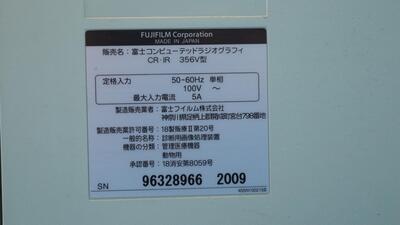 FUJIFILM Corporation
MADE IN JAPAN
販売名：富士コンピューテッドラジオグラフィ
CR-IR 356V型
定格入力 50-60Hz 単相
100V ～
最大入力電流 5A
製造販売業者：富士フイルム株式会社
神奈川県足柄上郡開成町宮台798番地
製造販売業許可番号：18製販療Ⅱ第20号
一般的名称：診断用画像処理装置
機器の分類：管理医療機器
動物用
承認番号：18消安第8059号
SN 96328966 2009